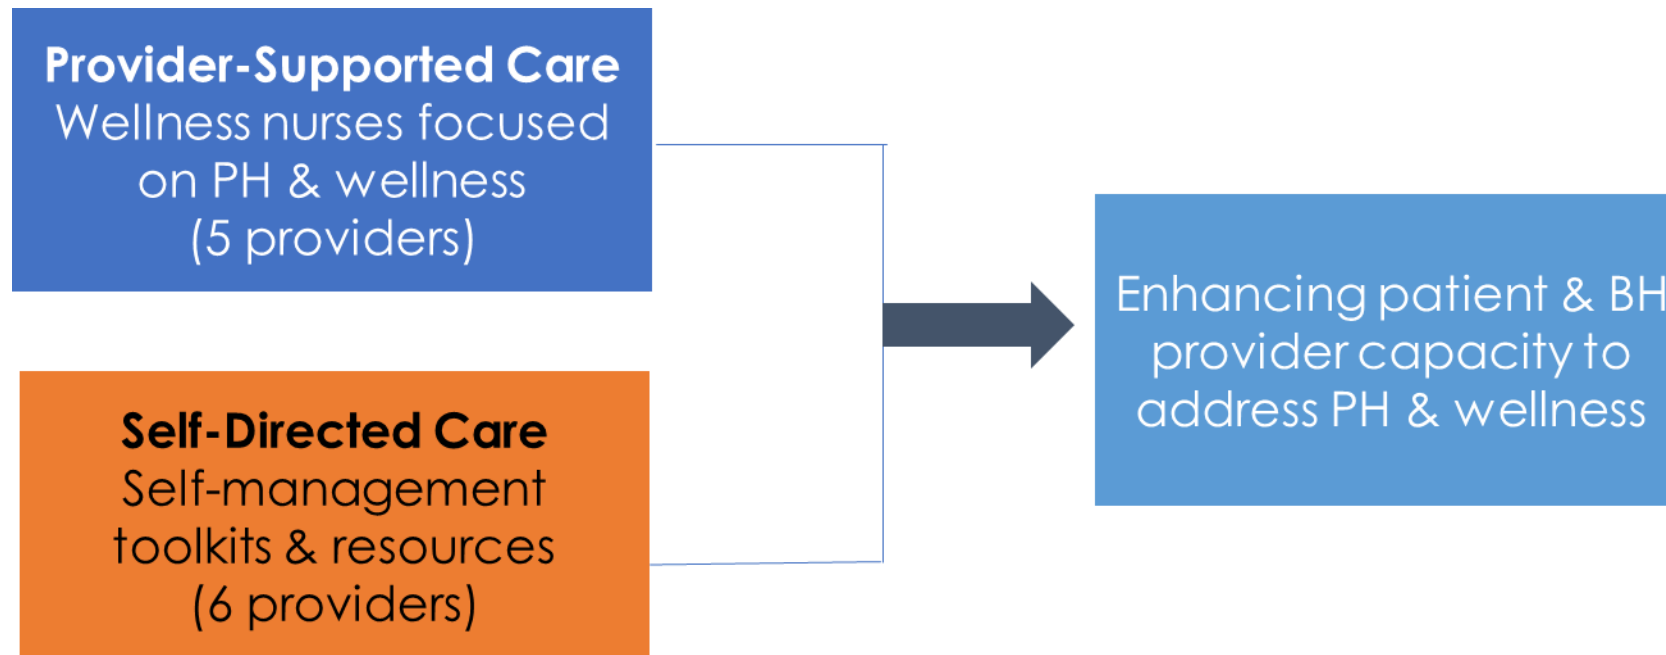 Provider-Supported Care
Wellness nurses focused
on PH & wellness
(5 providers)
Self-Directed Care
Self-management
toolkits & resources
(6 providers)
Enhancing patient & BH
provider capacity to
address PH & wellness